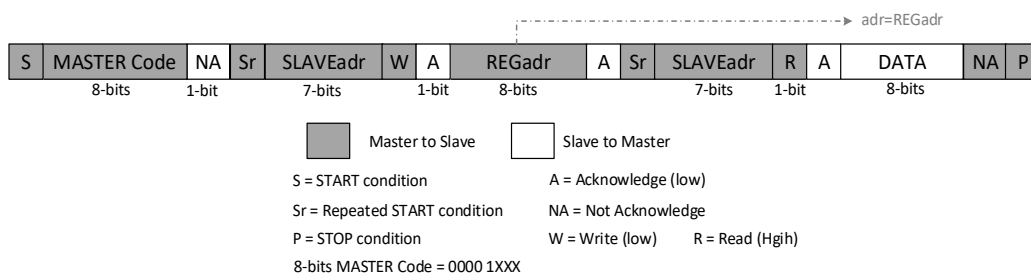 adr=REGadr
S MASTER Code NA Sr SLAVEadr W A REGadr A Sr SLAVEadr R A DATA NA P
8-bits 1-bit 7-bits 1-bit 8-bits 7-bits 1-bit 8-bits
Master to Slave Slave to Master
S = START condition A = Acknowledge (low)
Sr = Repeated START condition NA = Not Acknowledge
P = STOP condition W = Write (low) R = Read (Hgih)
8-bits MASTER Code = 0000 1XXX